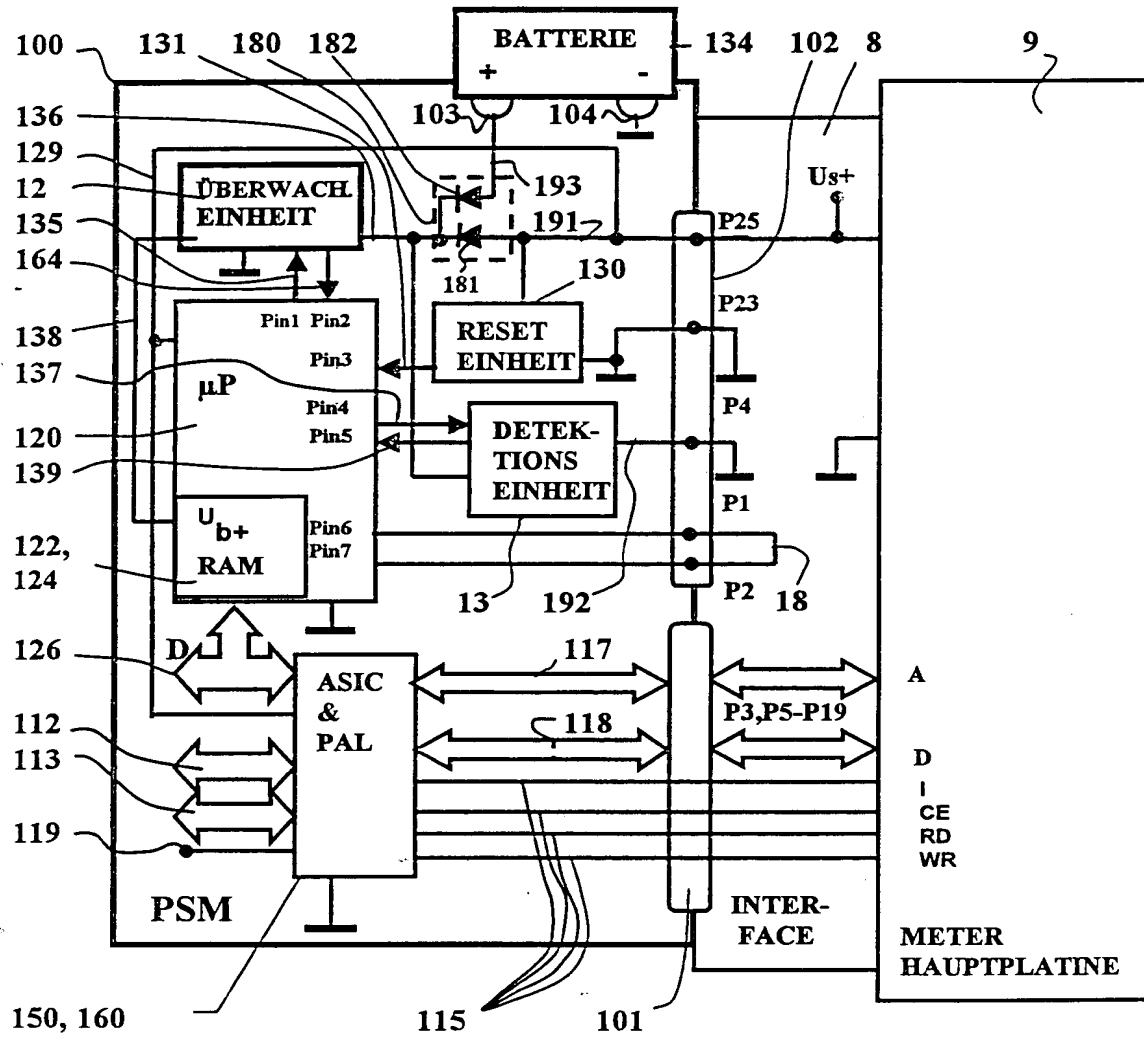 100
131
180
182
BATTERIE
+
-
134
102
8
9
136
103
104
129
12
ÜBERWACH.
EINHEIT
193
Us+
135
191
P25
164
181
130
138
Pin1
Pin2
RESET
EINHEIT
P23
137
Pin3
µP
Pin4
P4
120
Pin5
DETEK-
TIONS
EINHEIT
139
P1
U
b+
RAM
Pin6
Pin7
122,
124
13
192
P2
18
D
126
ASIC
&
PAL
117
A
P3,P5-P19
112
118
D
113
I
CE
RD
WR
119
PSM
INTER-
FACE
METER
HAUPTPLATINE
150, 160
115
101